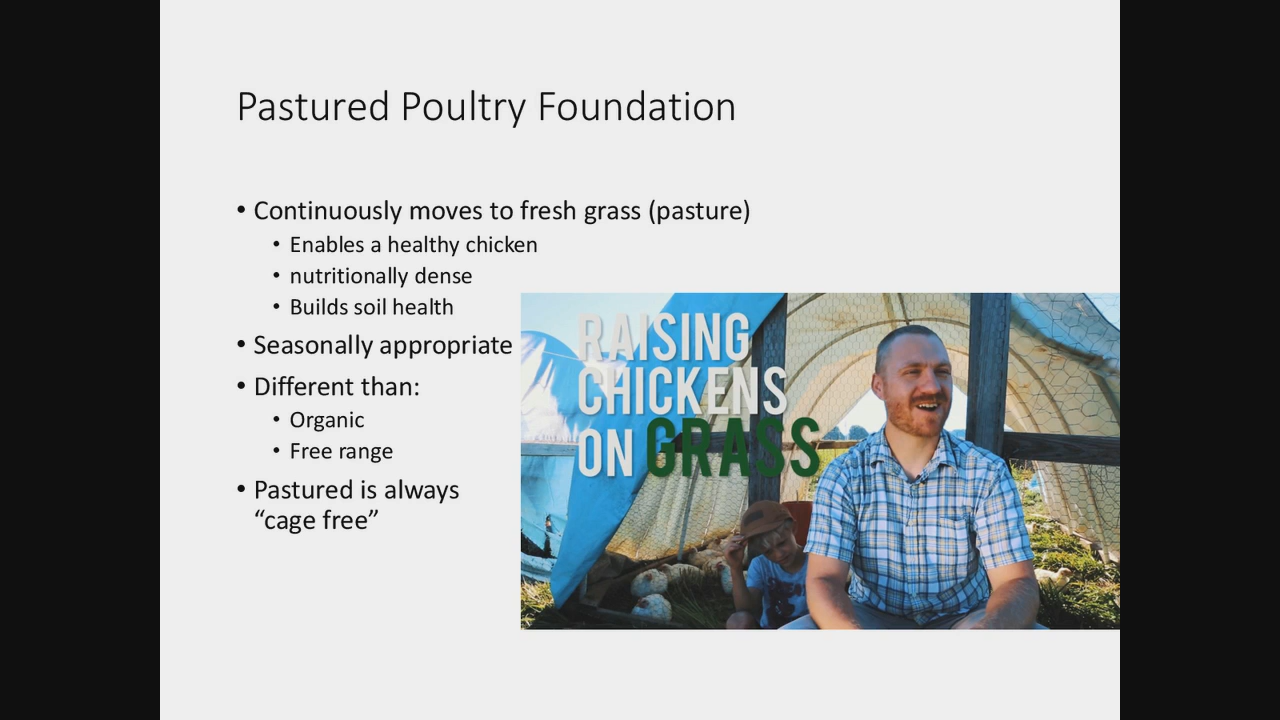 Pastured Poultry Foundation
• Continuously moves to fresh grass (pasture)
• Enables a healthy chicken
• nutritionally dense
• Builds soil health
• Seasonally appropriate
• Different than:
• Organic
• Free range
• Pastured is always
“cage free”
RAISING
CHICKENS
ON GRASS